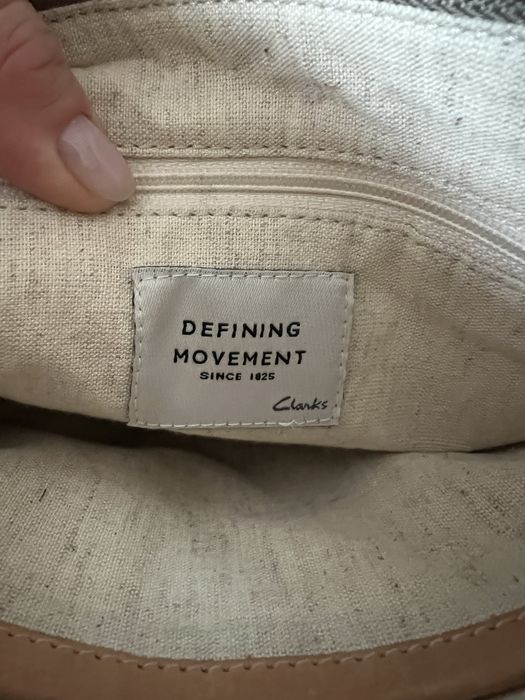 DEFINING
MOVEMENT
SINCE 1825
Clarks